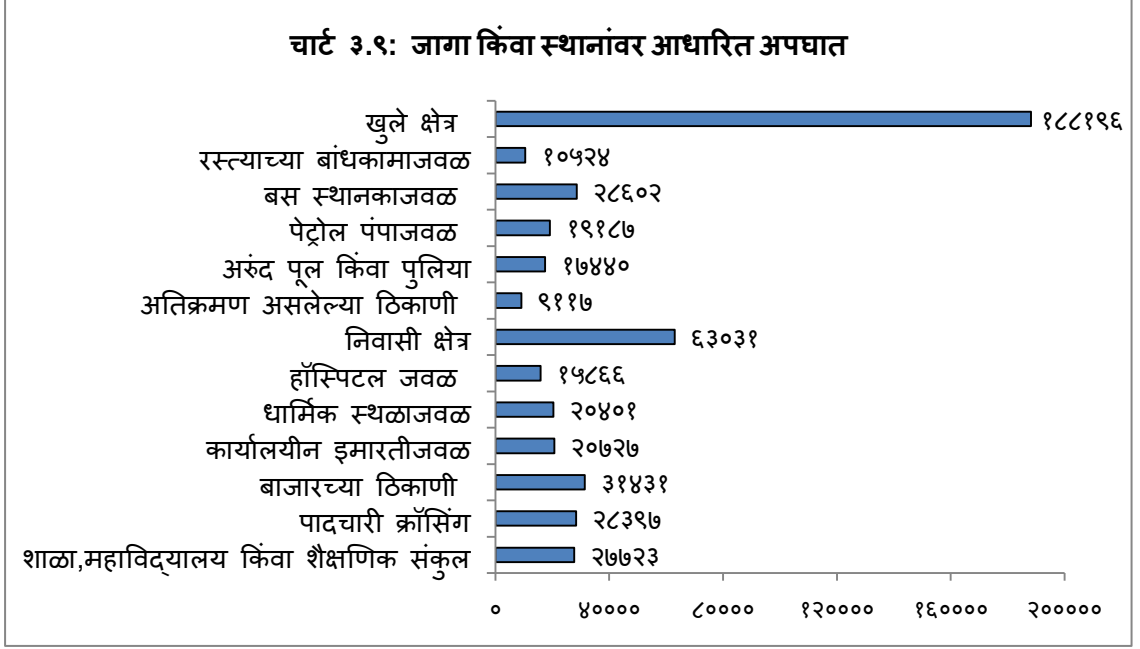 चार्ट ३.९: जागा किंवा स्थानांवर आधारित अपघात
खुले क्षेत्र १८८१९६
रस्त्याच्या बांधकामाजवळ १०५२४
बस स्थानकाजवळ २८६०२
पेट्रोल पंपाजवळ १९१८७
अरुंद पूल किंवा पुलिया १७४४०
अतिक्रमण असलेल्या ठिकाणी ९११७
निवासी क्षेत्र ६३०३१
हॉस्पिटल जवळ १५८६६
धार्मिक स्थळाजवळ २०४०१
कार्यालयीन इमारतीजवळ २०७२७
बाजारच्या ठिकाणी ३१४३१
पादचारी क्रॉसिंग २८३९७
शाळा,महाविद्यालय किंवा शैक्षणिक संकुल २७७२३
० ४०००० ८०००० १२०००० १६०००० २०००००